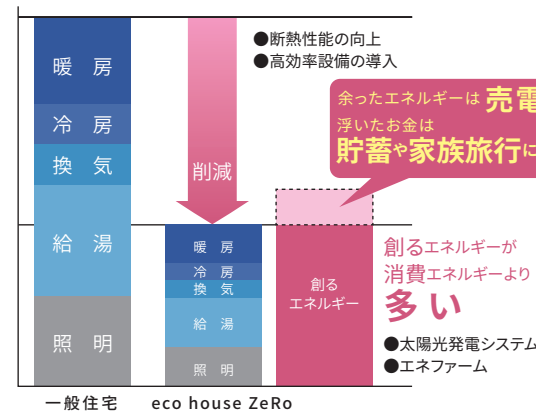 暖房
冷房
換気
給湯
照明
一般住宅
●断熱性能の向上
●高効率設備の導入
削減
暖房
冷房
換気
給湯
照明
eco house ZeRo
余ったエネルギーは売電
浮いたお金は
貯蓄や家族旅行に
創る
エネルギー
創るエネルギーが
消費エネルギーより
多い
●太陽光発電システム
●エネファーム